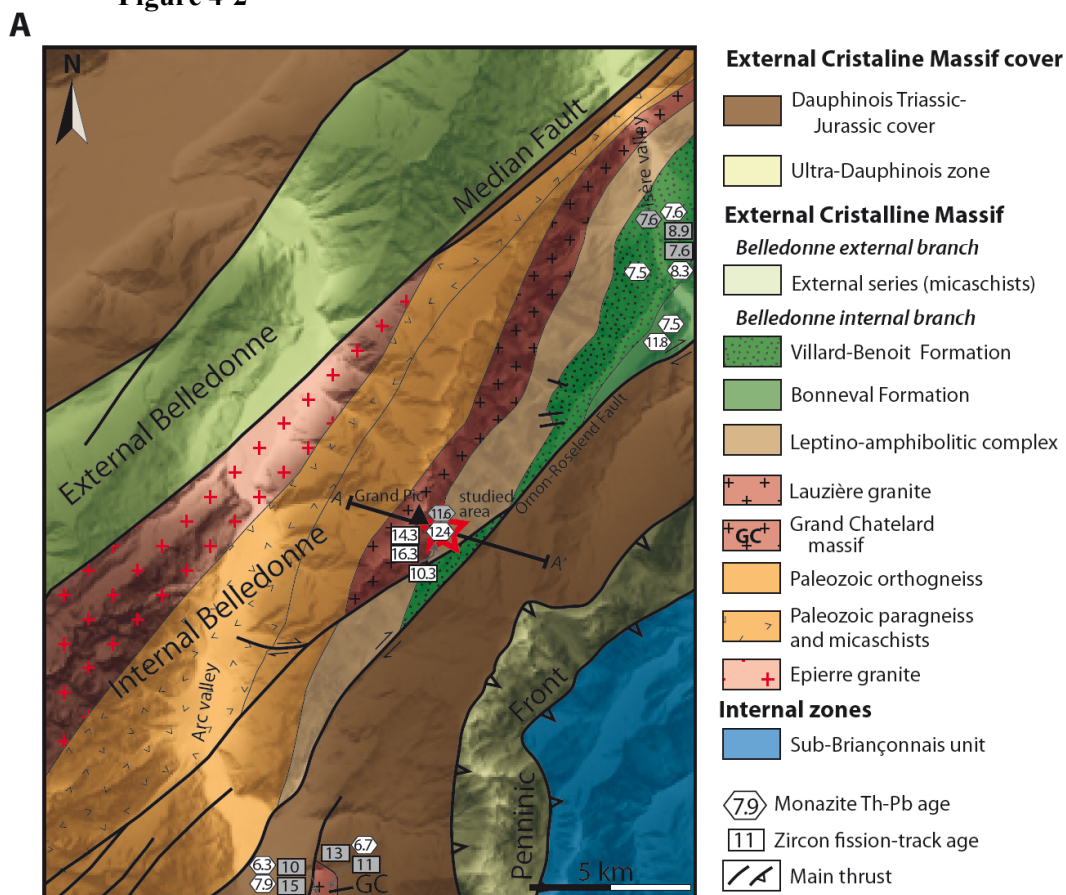 Figure 4-2
A
N
Median Fault
Isère valley
7.6
7.6
8.9
7.6
7.5
8.3
7.5
11.8
External Belledonne
Ornon-Roselend Fault
A
Grand Pic
studied
area
11.6
12.4
14.3
16.3
10.3
A'
Internal Belledonne
Arc valley
Penninic Front
13
6.7
6.3
10
11
7.9
15
GC
5 km
External Cristaline Massif cover
Dauphinois Triassic-
Jurassic cover
Ultra-Dauphinois zone
External Cristalline Massif
Belledonne external branch
External series (micaschists)
Belledonne internal branch
Villard-Benoit Formation
Bonneval Formation
Leptino-amphibolitic complex
Lauzière granite
GC
Grand Chatelard
massif
Paleozoic orthogneiss
Paleozoic paragneiss
and micaschists
Epierre granite
Internal zones
Sub-Briançonnais unit
7.9
Monazite Th-Pb age
11
Zircon fission-track age
Main thrust